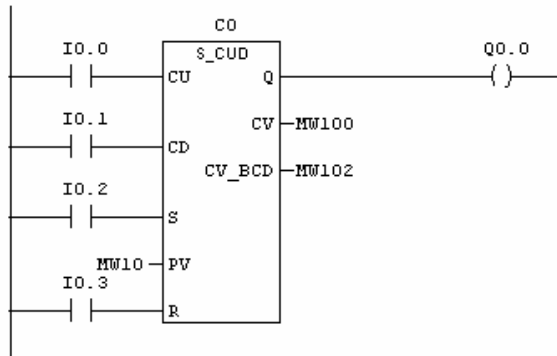 C0
I0.0
S_CUD
Q0.0
CU
Q
I0.1
CV
MW100
CD
CV_BCD
MW102
I0.2
S
MW10
PV
I0.3
R